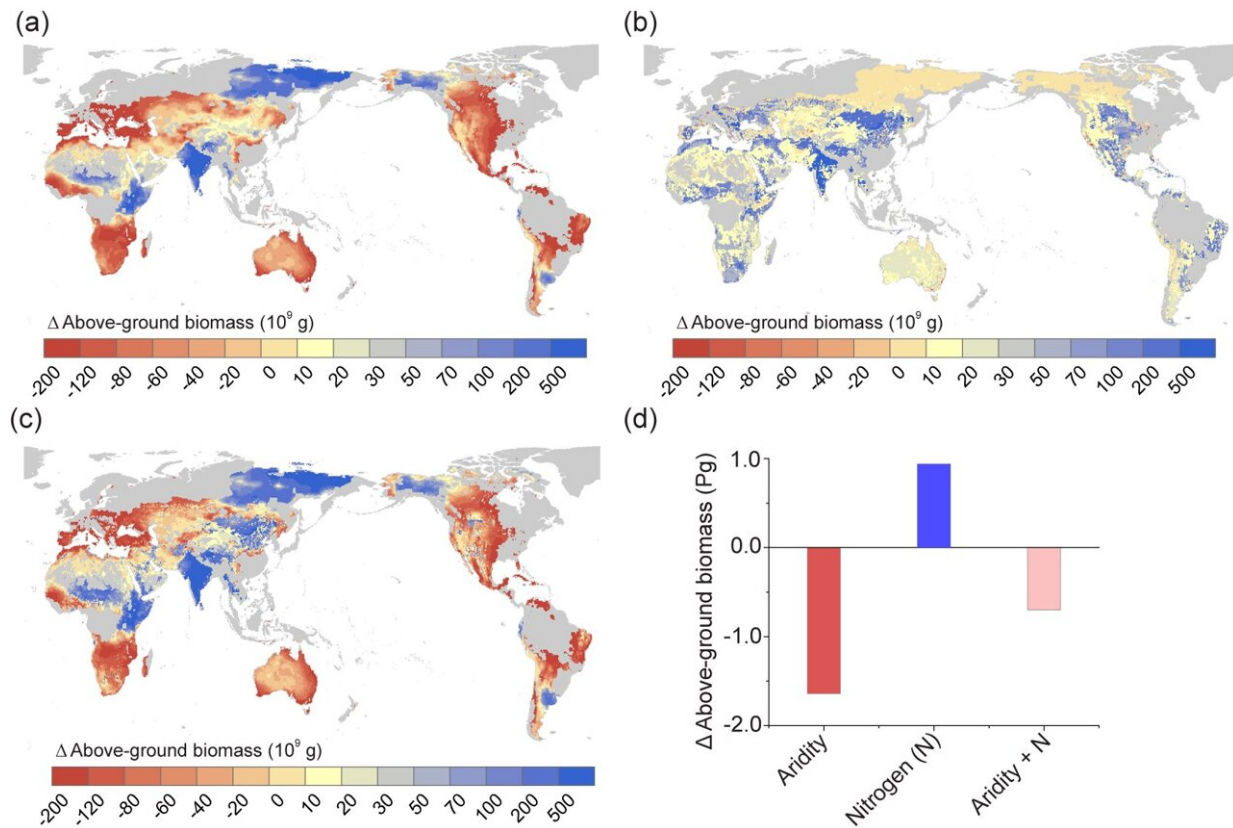 (a)
(b)
Δ Above-ground biomass (10⁹ g)
-200 -120 -80 -60 -40 -20 0 10 20 30 50 70 100 200 500
Δ Above-ground biomass (10⁹ g)
-200 -120 -80 -60 -40 -20 0 10 20 30 50 70 100 200 500
(c)
Δ Above-ground biomass (10⁹ g)
-200 -120 -80 -60 -40 -20 0 10 20 30 50 70 100 200 500
(d)
Δ Above-ground biomass (Pg)
1.0
0.0
-1.0
-2.0
Aridity
Nitrogen (N)
Aridity + N